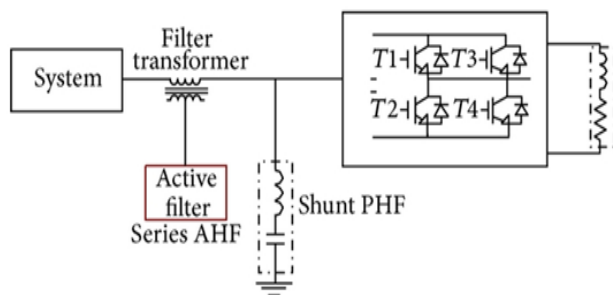 Filter
transformer
System
T1
T3
T2
T4
Active
filter
Series AHF
Shunt PHF